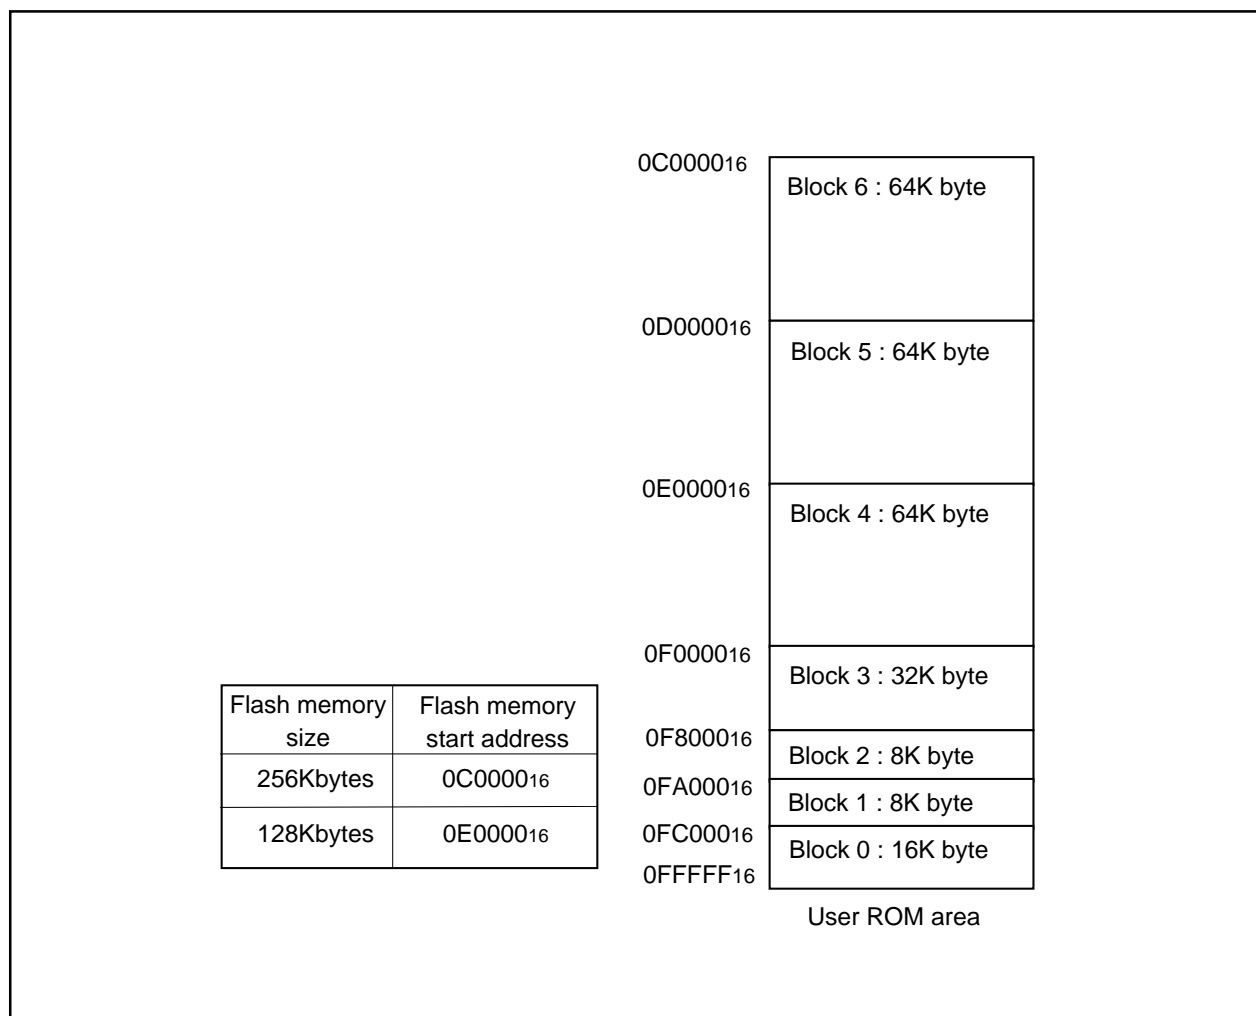 0C000016
Block 6 : 64K byte
0D000016
Block 5 : 64K byte
0E000016
Block 4 : 64K byte
0F000016
Block 3 : 32K byte
0F800016
Block 2 : 8K byte
0FA00016
Block 1 : 8K byte
0FC00016
Block 0 : 16K byte
0FFFFF16
User ROM area
Flash memory size
Flash memory start address
256Kbytes
0C000016
128Kbytes
0E000016